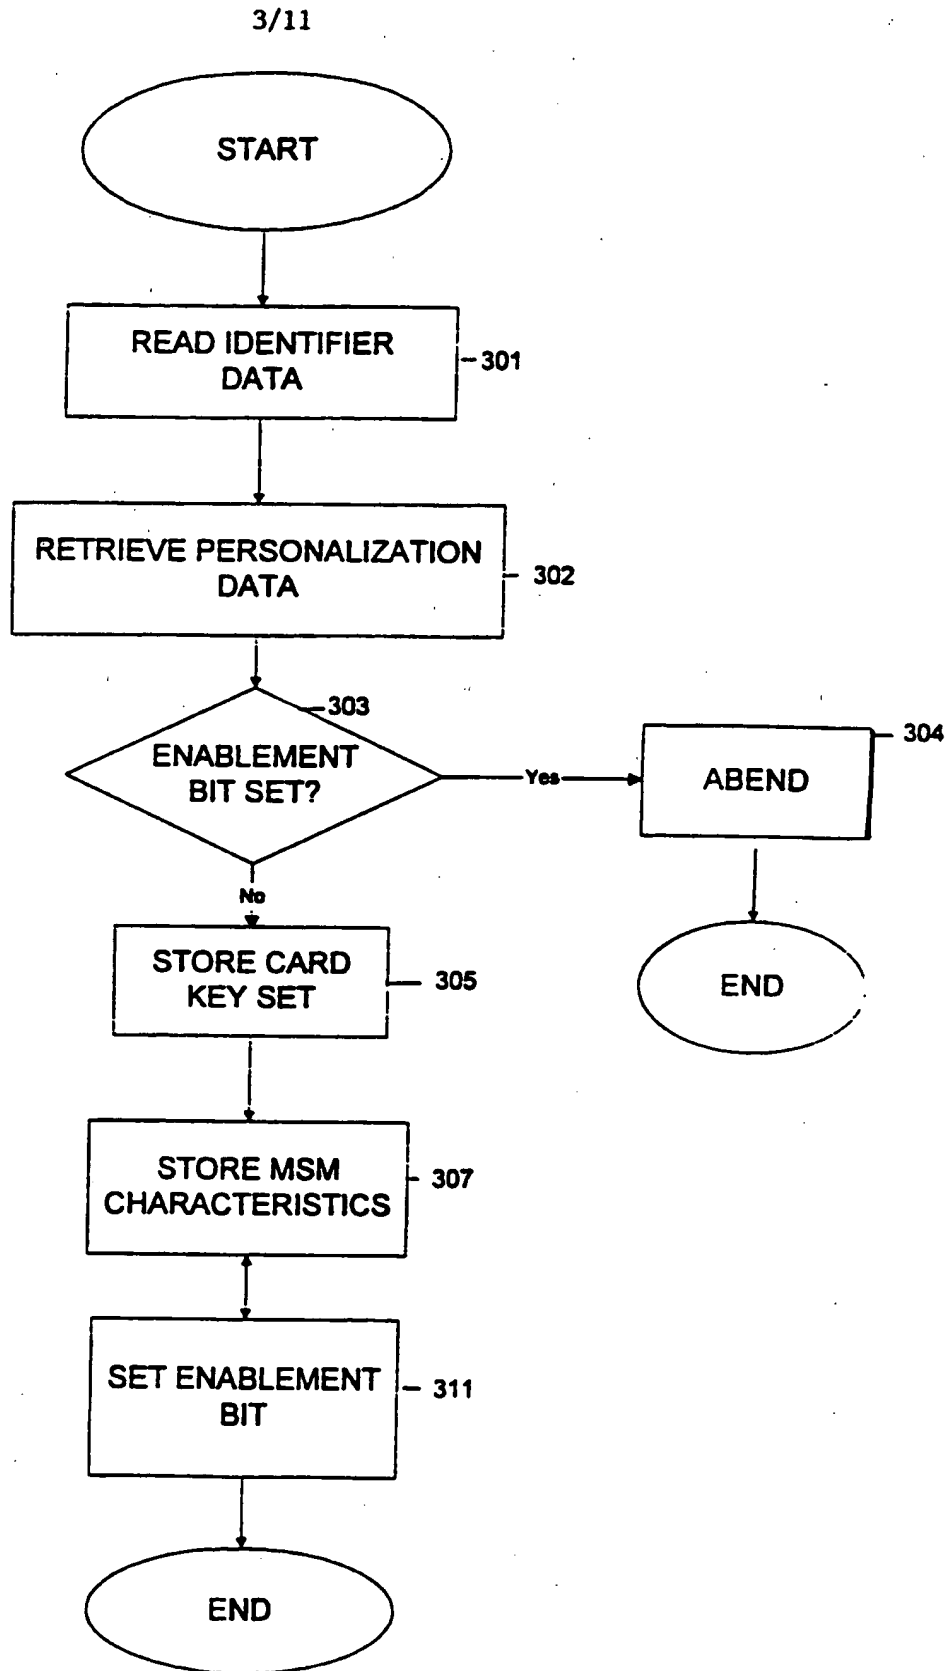 3/11
START
READ IDENTIFIER
DATA
301
RETRIEVE PERSONALIZATION
DATA
302
303
ENABLEMENT
BIT SET?
Yes
304
ABEND
No
END
STORE CARD
KEY SET
305
STORE MSM
CHARACTERISTICS
307
SET ENABLEMENT
BIT
311
END